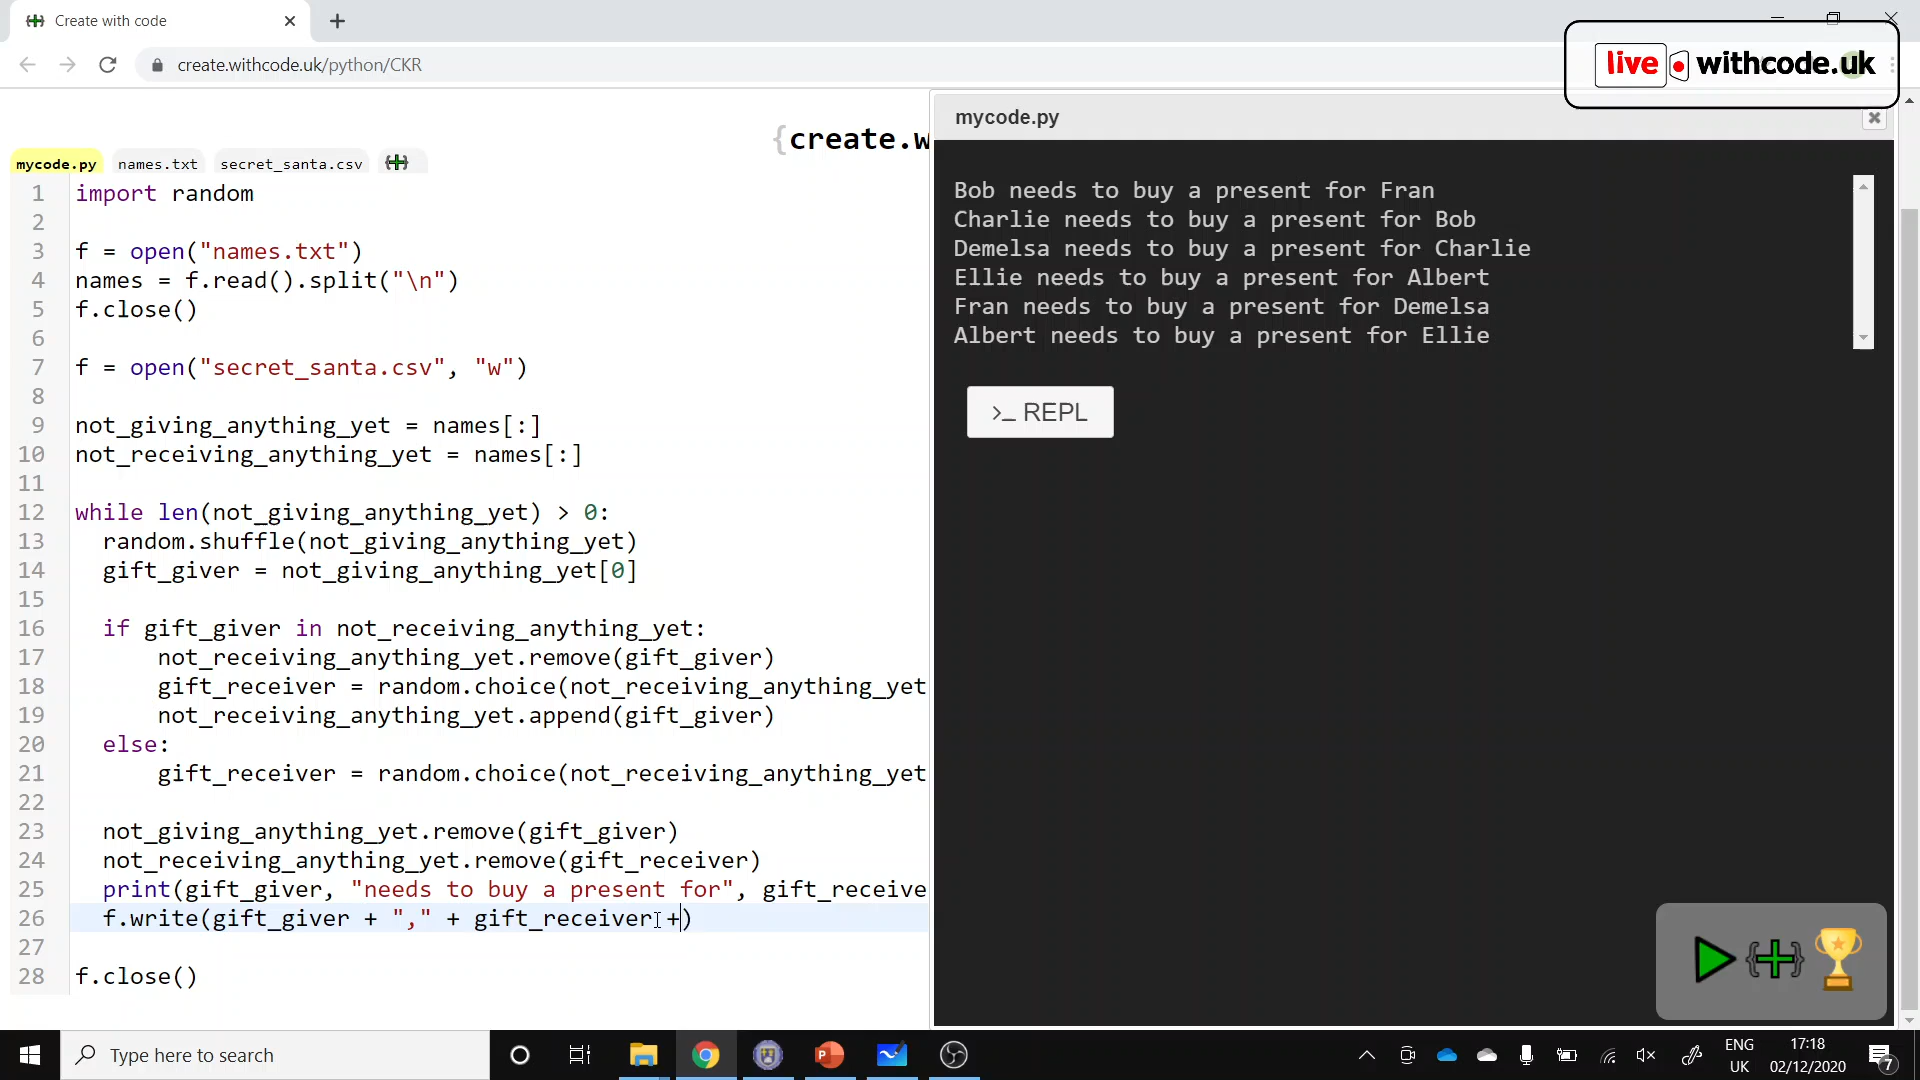 Create with code
create.withcode.uk/python/CKR
live withcode.uk
{create.w
mycode.py names.txt secret_santa.csv {+}
1 import random
2
3 f = open("names.txt")
4 names = f.read().split("\n")
5 f.close()
6
7 f = open("secret_santa.csv", "w")
8
9 not_giving_anything_yet = names[:]
10 not_receiving_anything_yet = names[:]
11
12 while len(not_giving_anything_yet) > 0:
13 random.shuffle(not_giving_anything_yet)
14 gift_giver = not_giving_anything_yet[0]
15
16 if gift_giver in not_receiving_anything_yet:
17 not_receiving_anything_yet.remove(gift_giver)
18 gift_receiver = random.choice(not_receiving_anything_yet
19 not_receiving_anything_yet.append(gift_giver)
20 else:
21 gift_receiver = random.choice(not_receiving_anything_yet
22
23 not_giving_anything_yet.remove(gift_giver)
24 not_receiving_anything_yet.remove(gift_receiver)
25 print(gift_giver, "needs to buy a present for", gift_receive
26 f.write(gift_giver + "," + gift_receiver +)
27
28 f.close()
mycode.py
Bob needs to buy a present for Fran
Charlie needs to buy a present for Bob
Demelsa needs to buy a present for Charlie
Ellie needs to buy a present for Albert
Fran needs to buy a present for Demelsa
Albert needs to buy a present for Ellie
>_ REPL
{+}
Type here to search
ENG
UK
17:18
02/12/2020
7